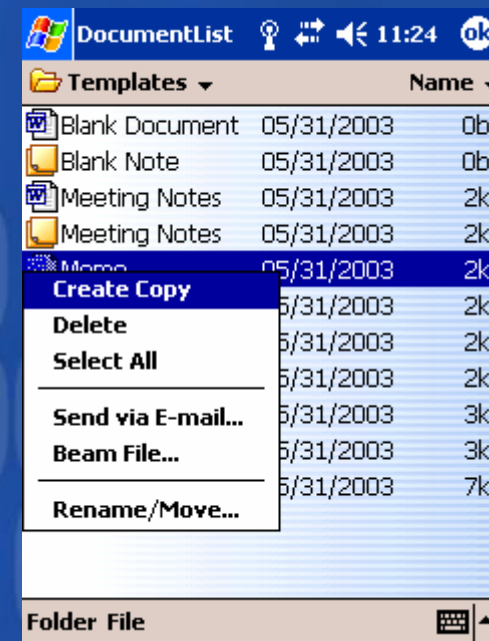 DocumentList 11:24 ok
Templates Name
Blank Document 05/31/2003 0b
Blank Note 05/31/2003 0b
Meeting Notes 05/31/2003 2k
Meeting Notes 05/31/2003 2k
Memo 05/31/2003 2k
Create Copy 5/31/2003 2k
Delete 5/31/2003 2k
Select All 5/31/2003 2k
Send via E-mail... 5/31/2003 3k
Beam File... 5/31/2003 3k
Rename/Move... 5/31/2003 7k
Folder File